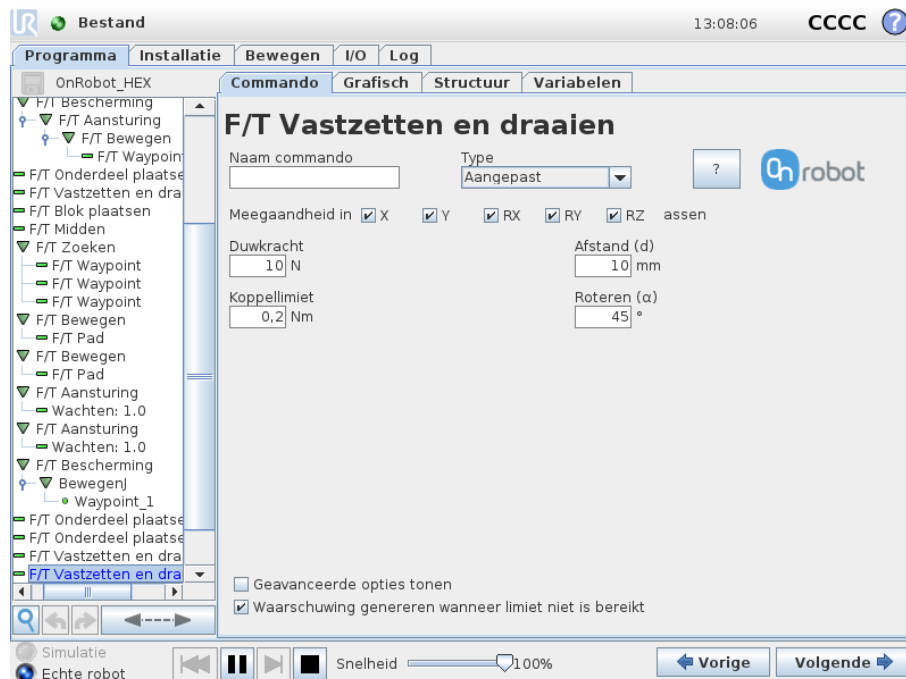 Bestand 13:08:06 CCCC ?
Programma Installatie Bewegen I/O Log
OnRobot_HEX
Commando Grafisch Structuur Variabelen
F/T Bescherming
F/T Aansturing
F/T Bewegen
F/T Waypoin
F/T Onderdeel plaatse
F/T Vastzetten en dra
F/T Blok plaatsen
F/T Midden
F/T Zoeken
F/T Waypoint
F/T Waypoint
F/T Waypoint
F/T Bewegen
F/T Pad
F/T Bewegen
F/T Pad
F/T Aansturing
Wachten: 1.0
F/T Aansturing
Wachten: 1.0
F/T Bescherming
BewegenJ
Waypoint_1
F/T Onderdeel plaatse
F/T Onderdeel plaatse
F/T Vastzetten en dra
F/T Vastzetten en dra
F/T Vastzetten en draaien
Naam commando Type
Aangepast ? On robot
Meegaandheid in X Y RX RY RZ assen
Duwkracht Afstand (d)
10 N 10 mm
Koppellimiet Roteren (α)
0,2 Nm 45 °
Geavanceerde opties tonen
Waarschuwing genereren wanneer limiet niet is bereikt
Simulatie
Echte robot
Snelheid 100% Vorige Volgende